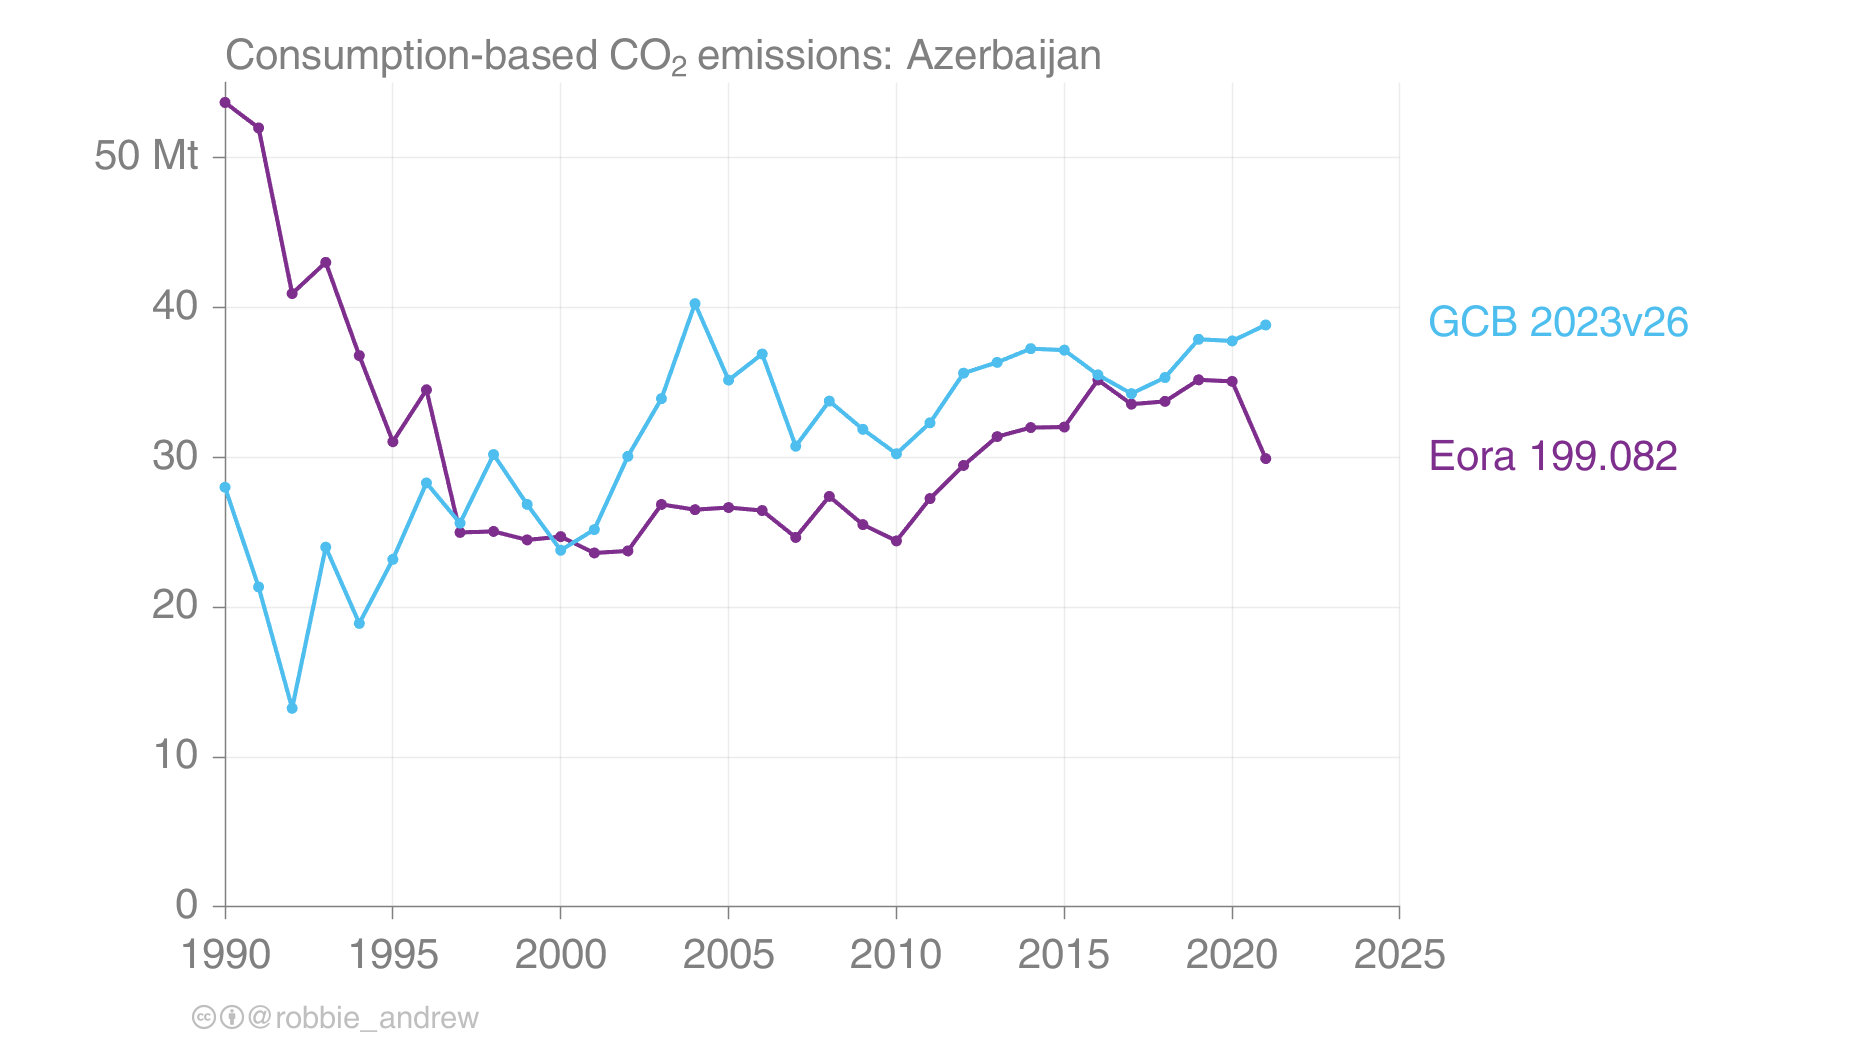 Consumption-based CO₂ emissions: Azerbaijan
50 Mt
40
30
20
10
0
1990 1995 2000 2005 2010 2015 2020 2025
GCB 2023v26
Eora 199.082
cc @robbie_andrew